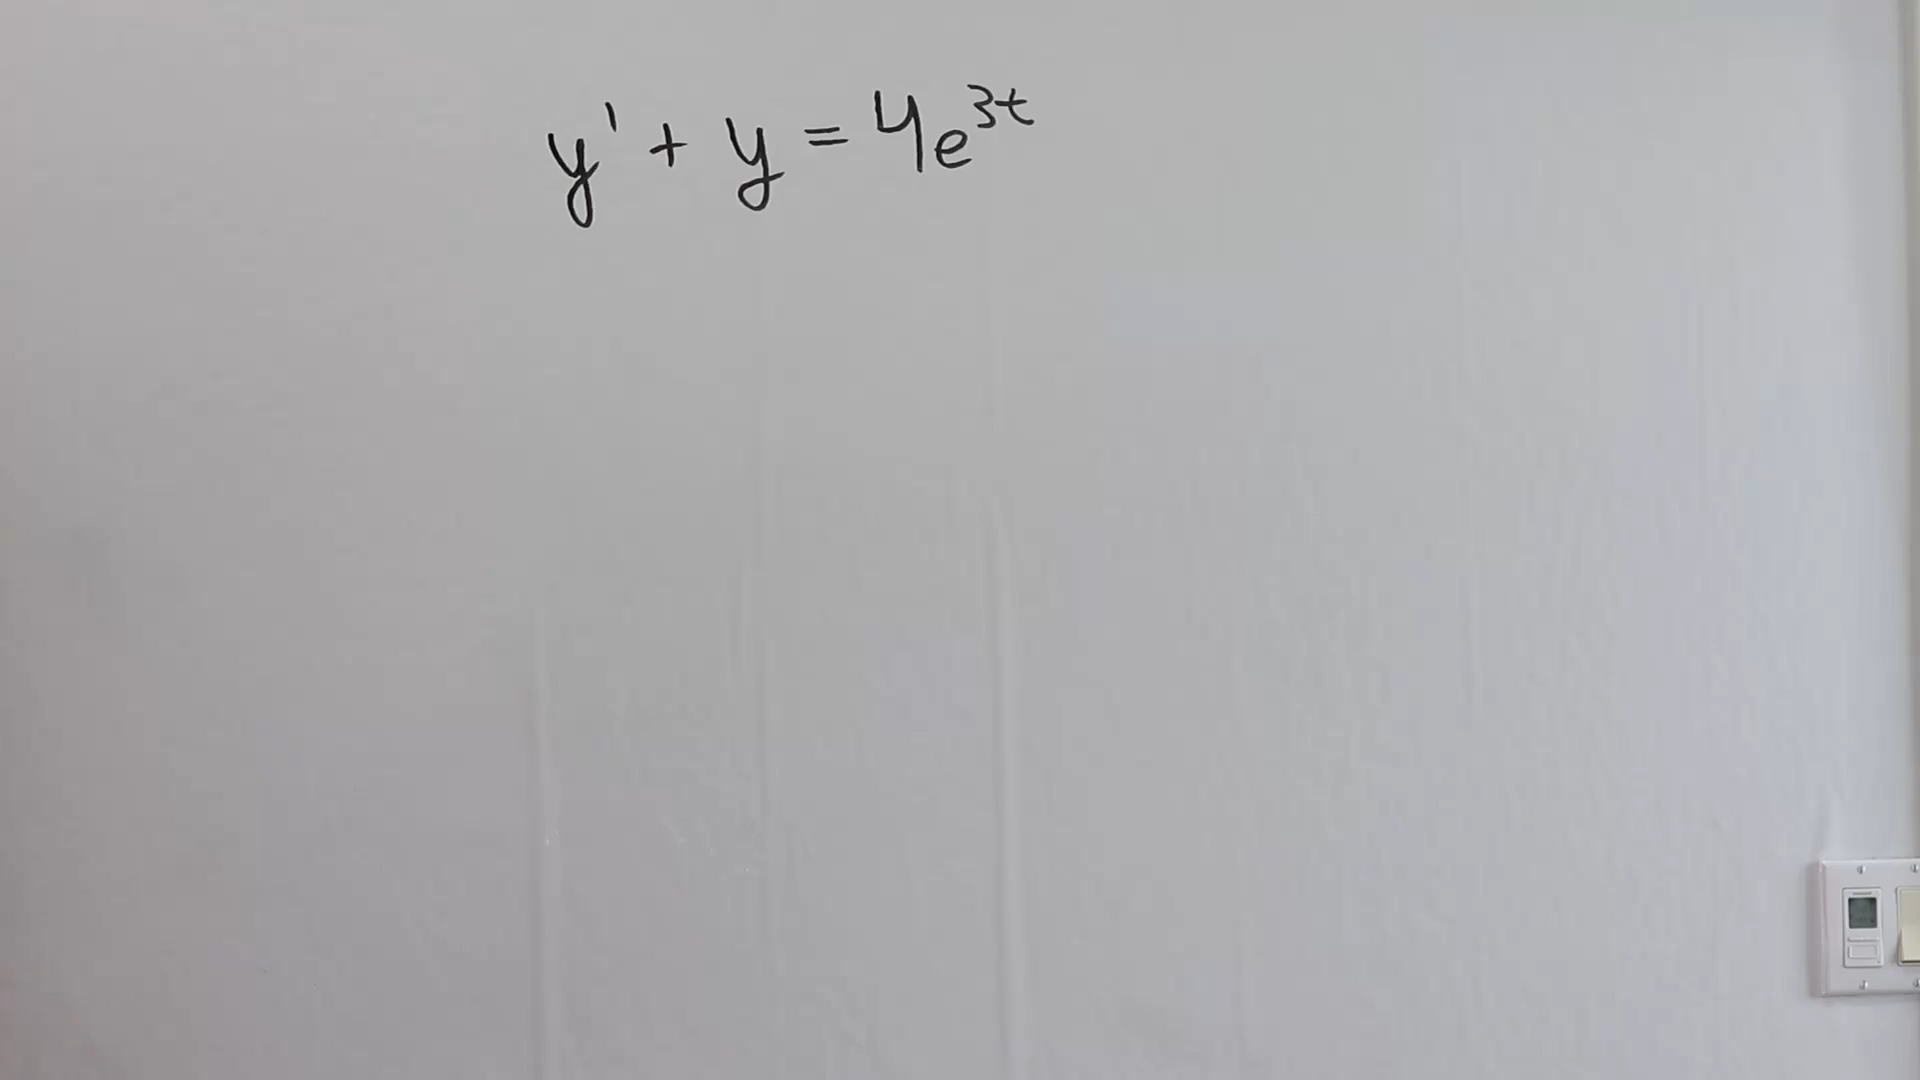 y' + y = 4e^{3t}